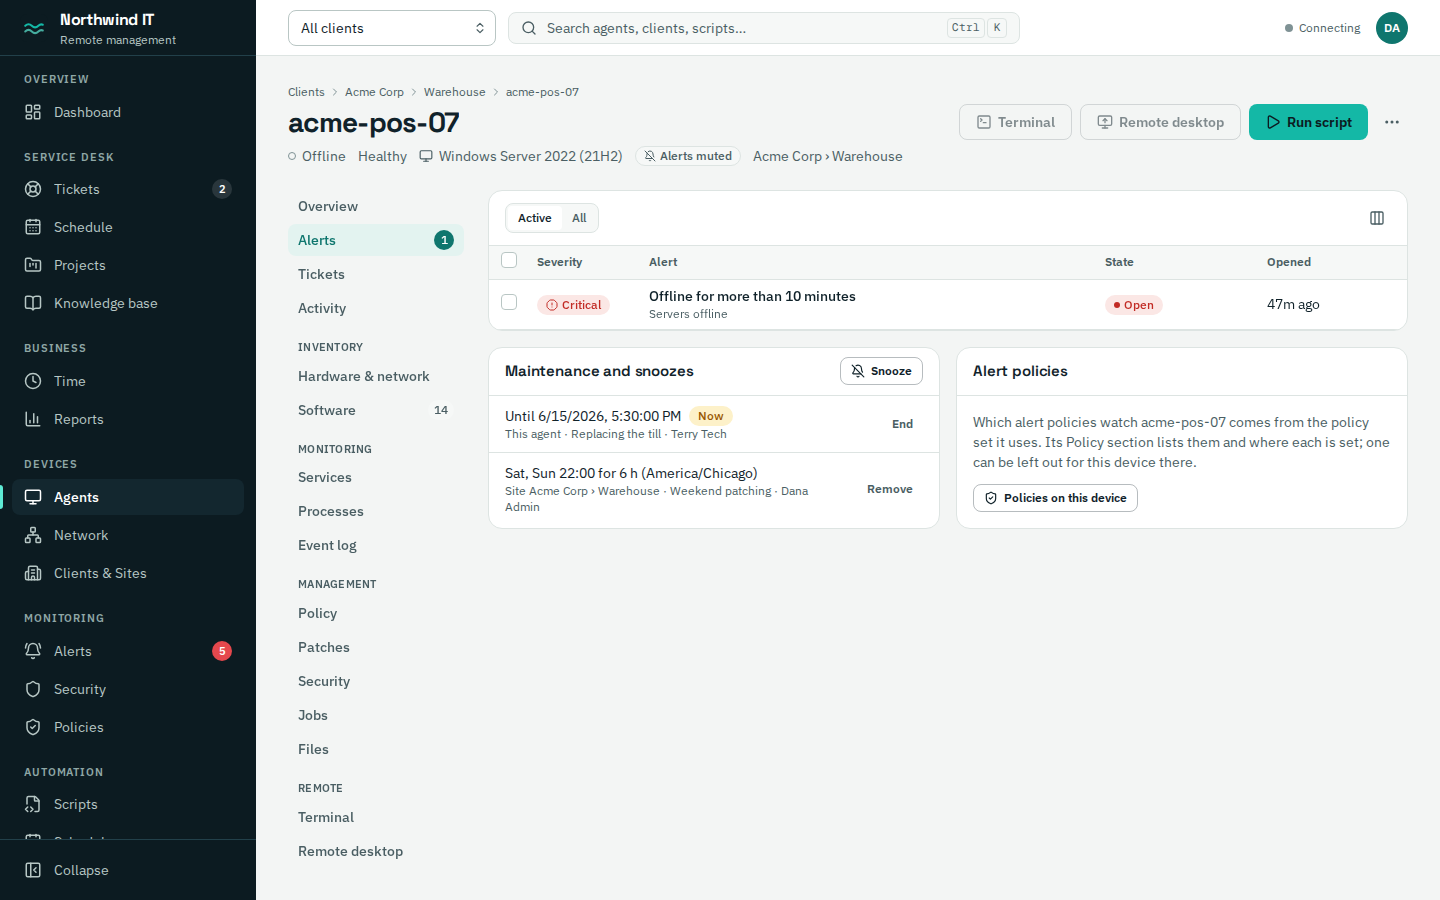 Northwind IT
Remote management
OVERVIEW
Dashboard
SERVICE DESK
Tickets 2
Schedule
Projects
Knowledge base
BUSINESS
Time
Reports
DEVICES
Agents
Network
Clients & Sites
MONITORING
Alerts 5
Security
Policies
AUTOMATION
Scripts
Collapse
All clients
Search agents, clients, scripts... Ctrl K
Connecting
DA
Clients > Acme Corp > Warehouse > acme-pos-07
acme-pos-07
Terminal
Remote desktop
Run script
Offline Healthy Windows Server 2022 (21H2) Alerts muted Acme Corp › Warehouse
Overview
Alerts 1
Tickets
Activity
INVENTORY
Hardware & network
Software 14
MONITORING
Services
Processes
Event log
MANAGEMENT
Policy
Patches
Security
Jobs
Files
REMOTE
Terminal
Remote desktop
Active All
Severity Alert State Opened
Critical Offline for more than 10 minutes Open 47m ago
Servers offline
Maintenance and snoozes Snooze
Until 6/15/2026, 5:30:00 PM Now
This agent · Replacing the till · Terry Tech
End
Sat, Sun 22:00 for 6 h (America/Chicago)
Site Acme Corp › Warehouse · Weekend patching · Dana
Admin
Remove
Alert policies
Which alert policies watch acme-pos-07 comes from the policy
set it uses. Its Policy section lists them and where each is set; one
can be left out for this device there.
Policies on this device